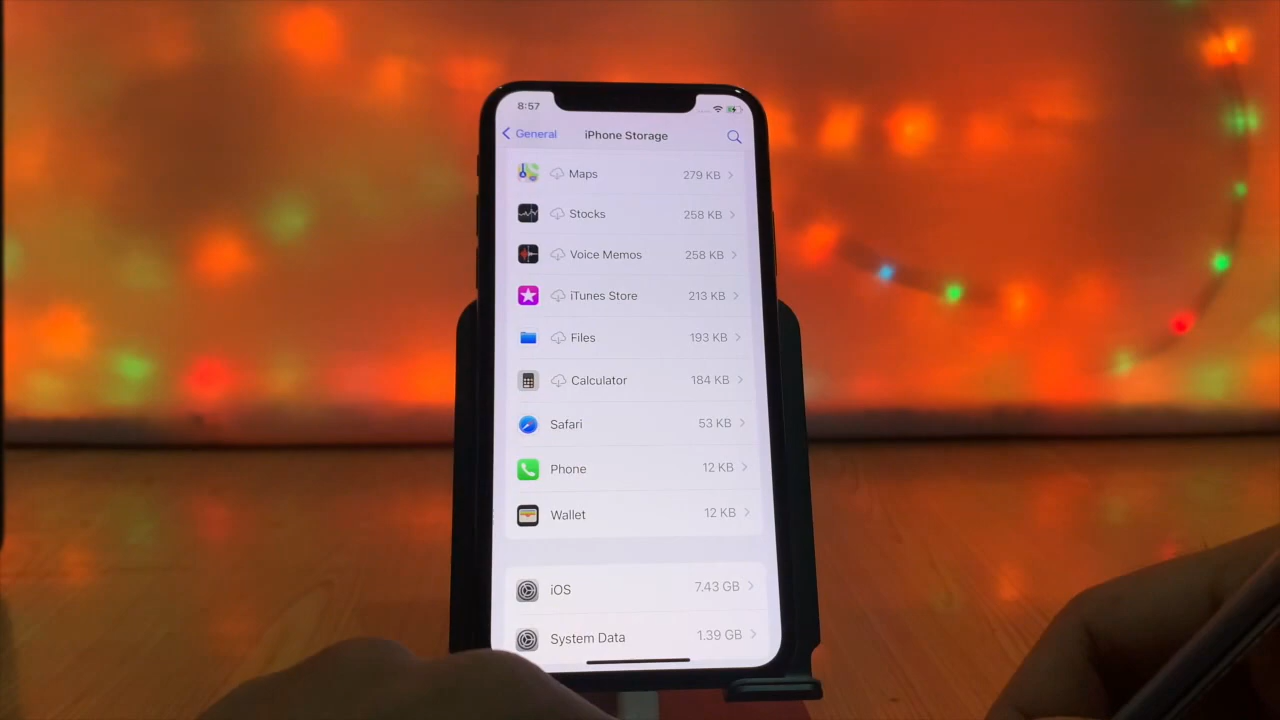 8:57
General
iPhone Storage
Maps 279 KB
Stocks 258 KB
Voice Memos 258 KB
iTunes Store 213 KB
Files 193 KB
Calculator 184 KB
Safari 53 KB
Phone 12 KB
Wallet 12 KB
iOS 7.43 GB
System Data 1.39 GB